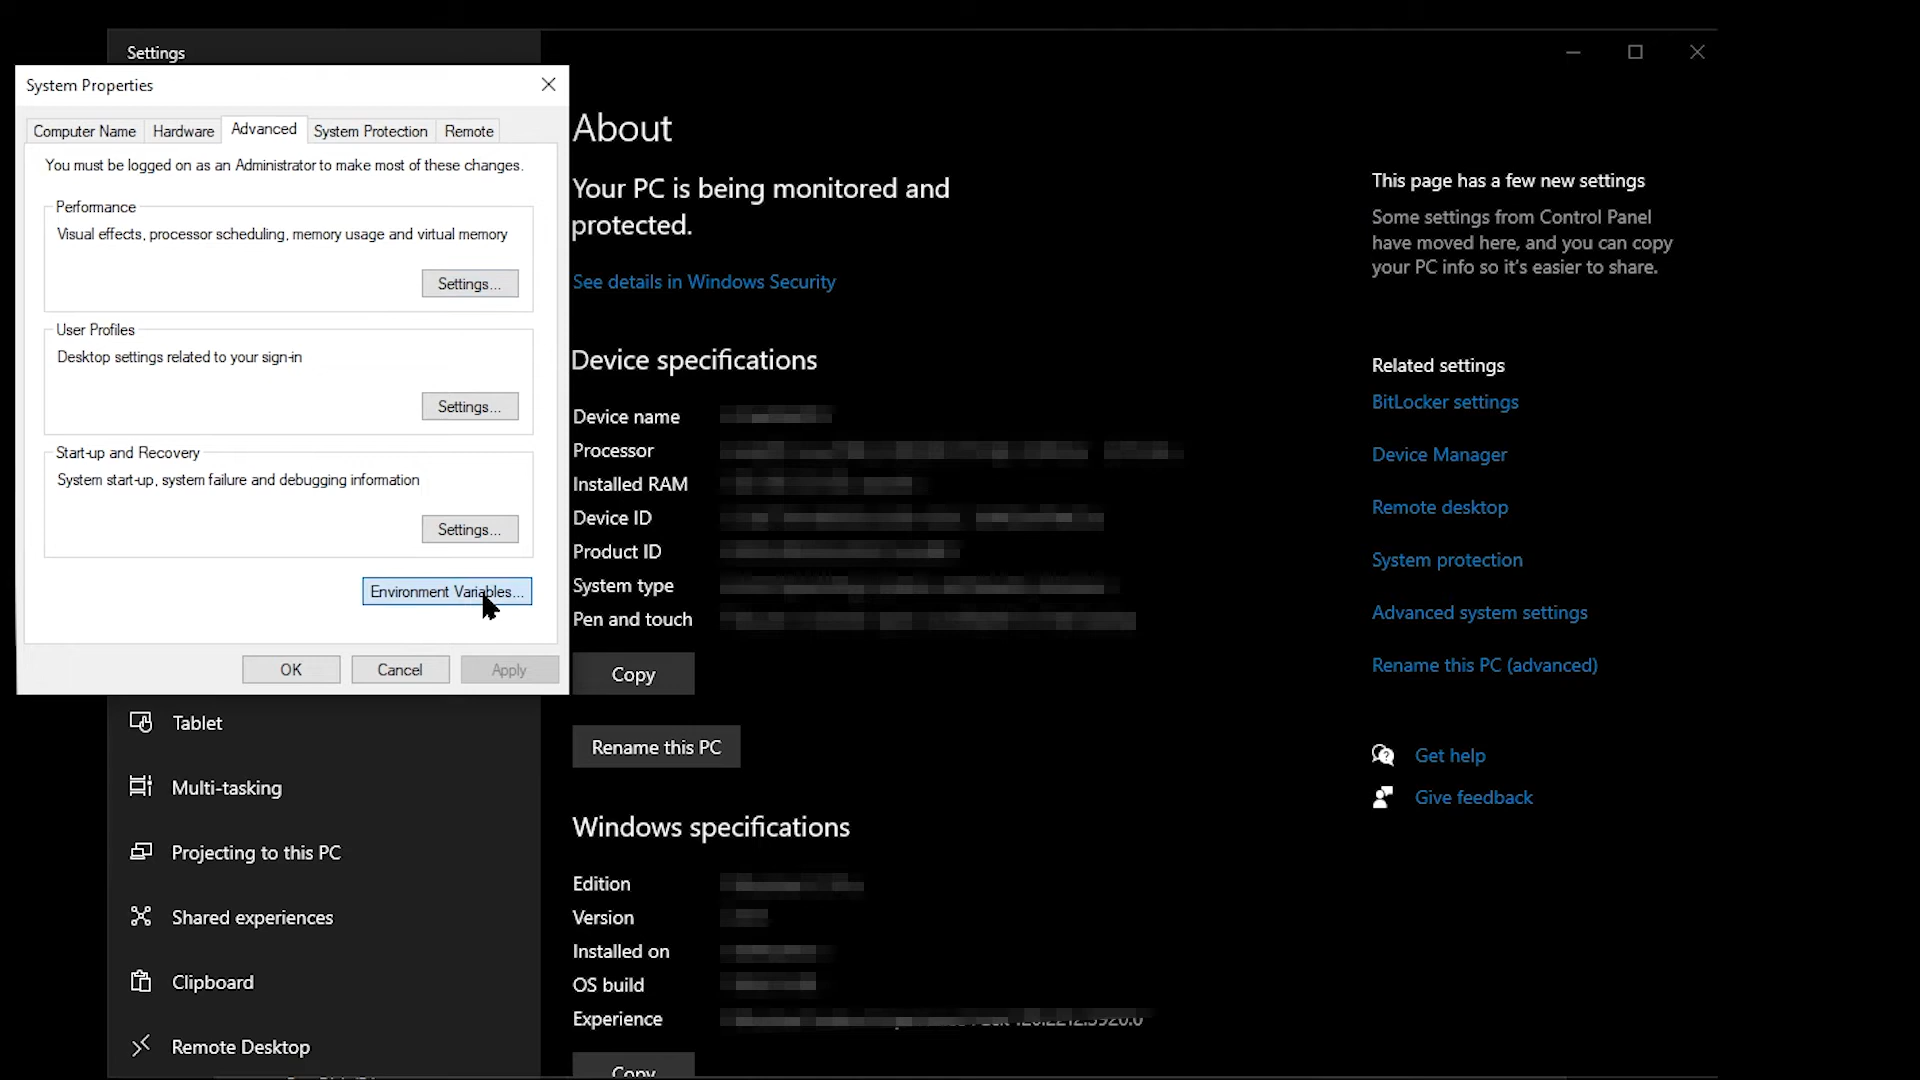 Settings
System Properties
Computer Name
Hardware
Advanced
System Protection
Remote
You must be logged on as an Administrator to make most of these changes.
Performance
Visual effects, processor scheduling, memory usage and virtual memory
Settings...
User Profiles
Desktop settings related to your sign-in
Settings...
Start-up and Recovery
System start-up, system failure and debugging information
Settings...
Environment Variables...
OK
Cancel
Apply
Tablet
Multi-tasking
Projecting to this PC
Shared experiences
Clipboard
Remote Desktop
About
Your PC is being monitored and
protected.
See details in Windows Security
Device specifications
Device name
Processor
Installed RAM
Device ID
Product ID
System type
Pen and touch
Copy
Rename this PC
Windows specifications
Edition
Version
Installed on
OS build
Experience
Copy
This page has a few new settings
Some settings from Control Panel
have moved here, and you can copy
your PC info so it's easier to share.
Related settings
BitLocker settings
Device Manager
Remote desktop
System protection
Advanced system settings
Rename this PC (advanced)
Get help
Give feedback